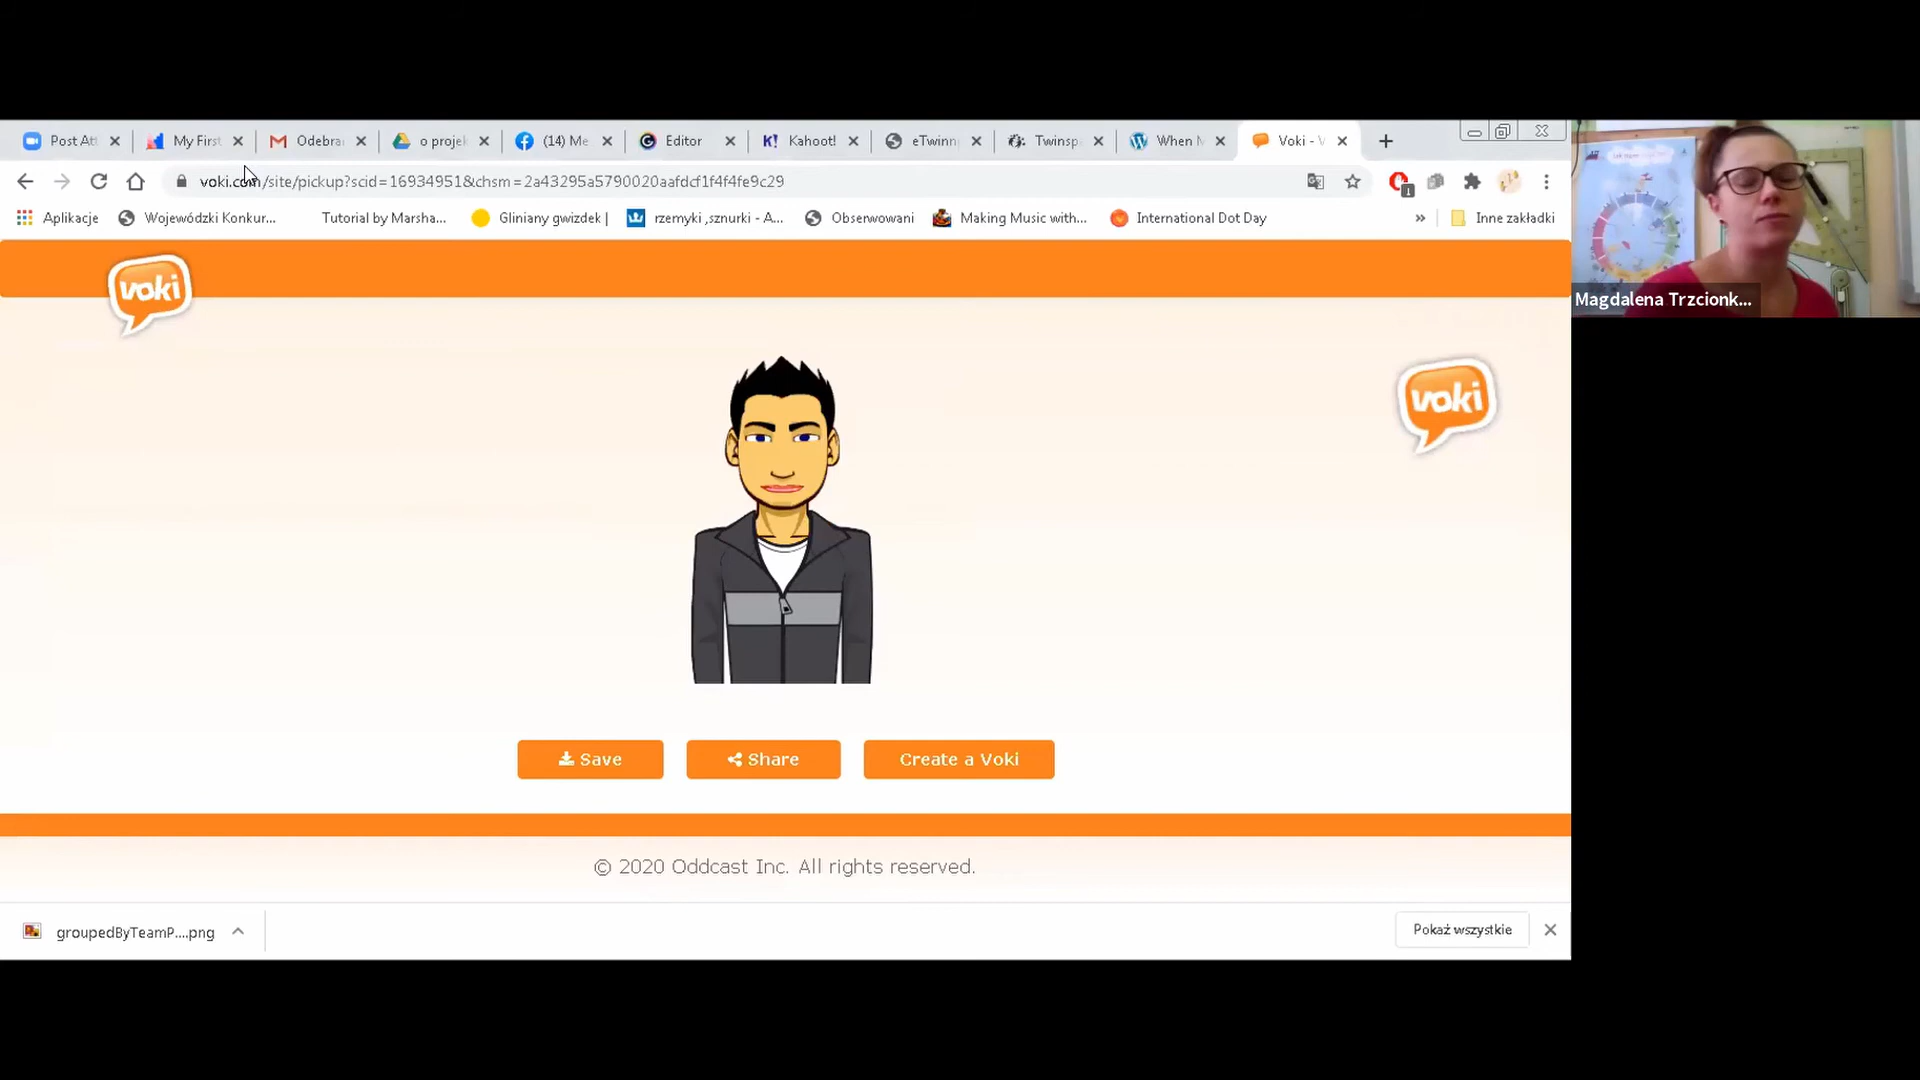 Post Att
My First
Odebra
o projek
(14) Me
Editor
Kahoot!
eTwinn
Twinsp
When M
Voki - V
voki.com/site/pickup?scid=16934951&chsm=2a43295a5790020aafdcf1f4f4fe9c29
Aplikacje
Wojewódzki Konkur...
Tutorial by Marsha...
Gliniany gwizdek |
rzemyki ,sznurki - A...
Obserwowani
Making Music with...
International Dot Day
»
Inne zakładki
voki
voki
Magdalena Trzcionk...
Save
Share
Create a Voki
© 2020 Oddcast Inc. All rights reserved.
groupedByTeamP....png
Pokaż wszystkie